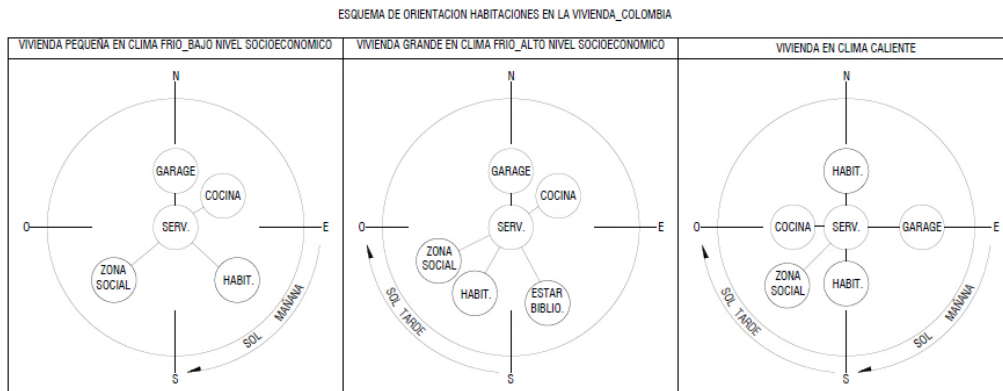 ESQUEMA DE ORIENTACION HABITACIONES EN LA VIVIENDA_COLOMBIA
VIVIENDA PEQUEÑA EN CLIMA FRIO_BAJO NIVEL SOCIOECONOMICO
N
GARAGE
COCINA
O
SERV.
E
ZONA
SOCIAL
HABIT.
SOL MAÑANA
S
VIVIENDA GRANDE EN CLIMA FRIO_ALTO NIVEL SOCIOECONOMICO
N
GARAGE
COCINA
O
SERV.
E
ZONA
SOCIAL
HABIT.
ESTAR
BIBLIO.
SOL TARDE
S
VIVIENDA EN CLIMA CALIENTE
N
HABIT.
O
COCINA
SERV.
GARAGE
E
ZONA
SOCIAL
HABIT.
SOL TARDE
SOL MAÑANA
S